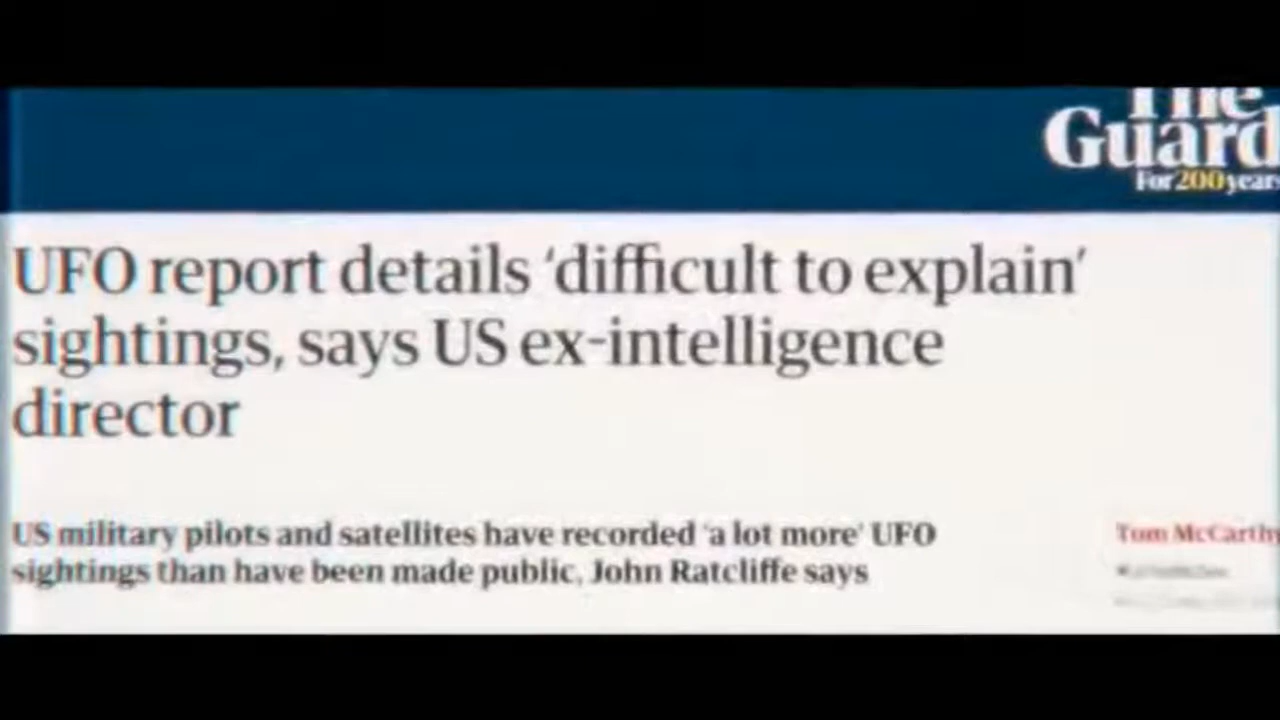 The
Guard
For 200 year
UFO report details ‘difficult to explain’
sightings, says US ex-intelligence
director
US military pilots and satellites have recorded ‘a lot more’ UFO
sightings than have been made public, John Ratcliffe says
Tom McCarthy